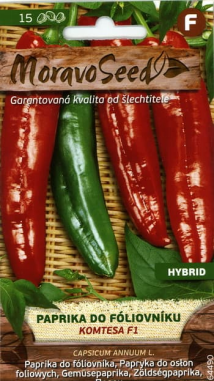 15
F
MoravoSeed
Garantovaná kvalita od šlechtitele
HYBRID
PAPRIKA DO FÓLIOVNÍKU
KOMTESA F1
CAPSICUM ANNUUM L.
Paprika do fóliovníka, Papryka do osłon
foliowych, Gemüsepaprika, Zöldségpaprika,